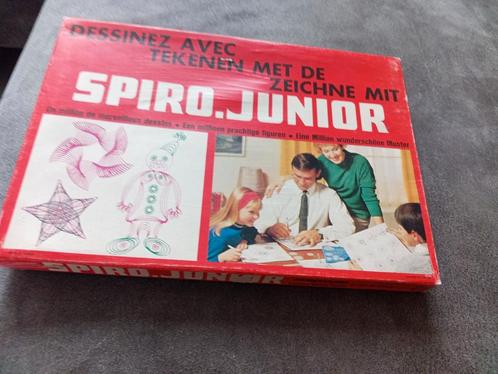 DESSINEZ AVEC
TEKENEN MET DE
ZEICHNE MIT
SPIRO.JUNIOR
Un million de merveilleux dessins • Een millioen prachtige figuren • Eine Million wunderschöne Muster
SPIRO.JUNIOR